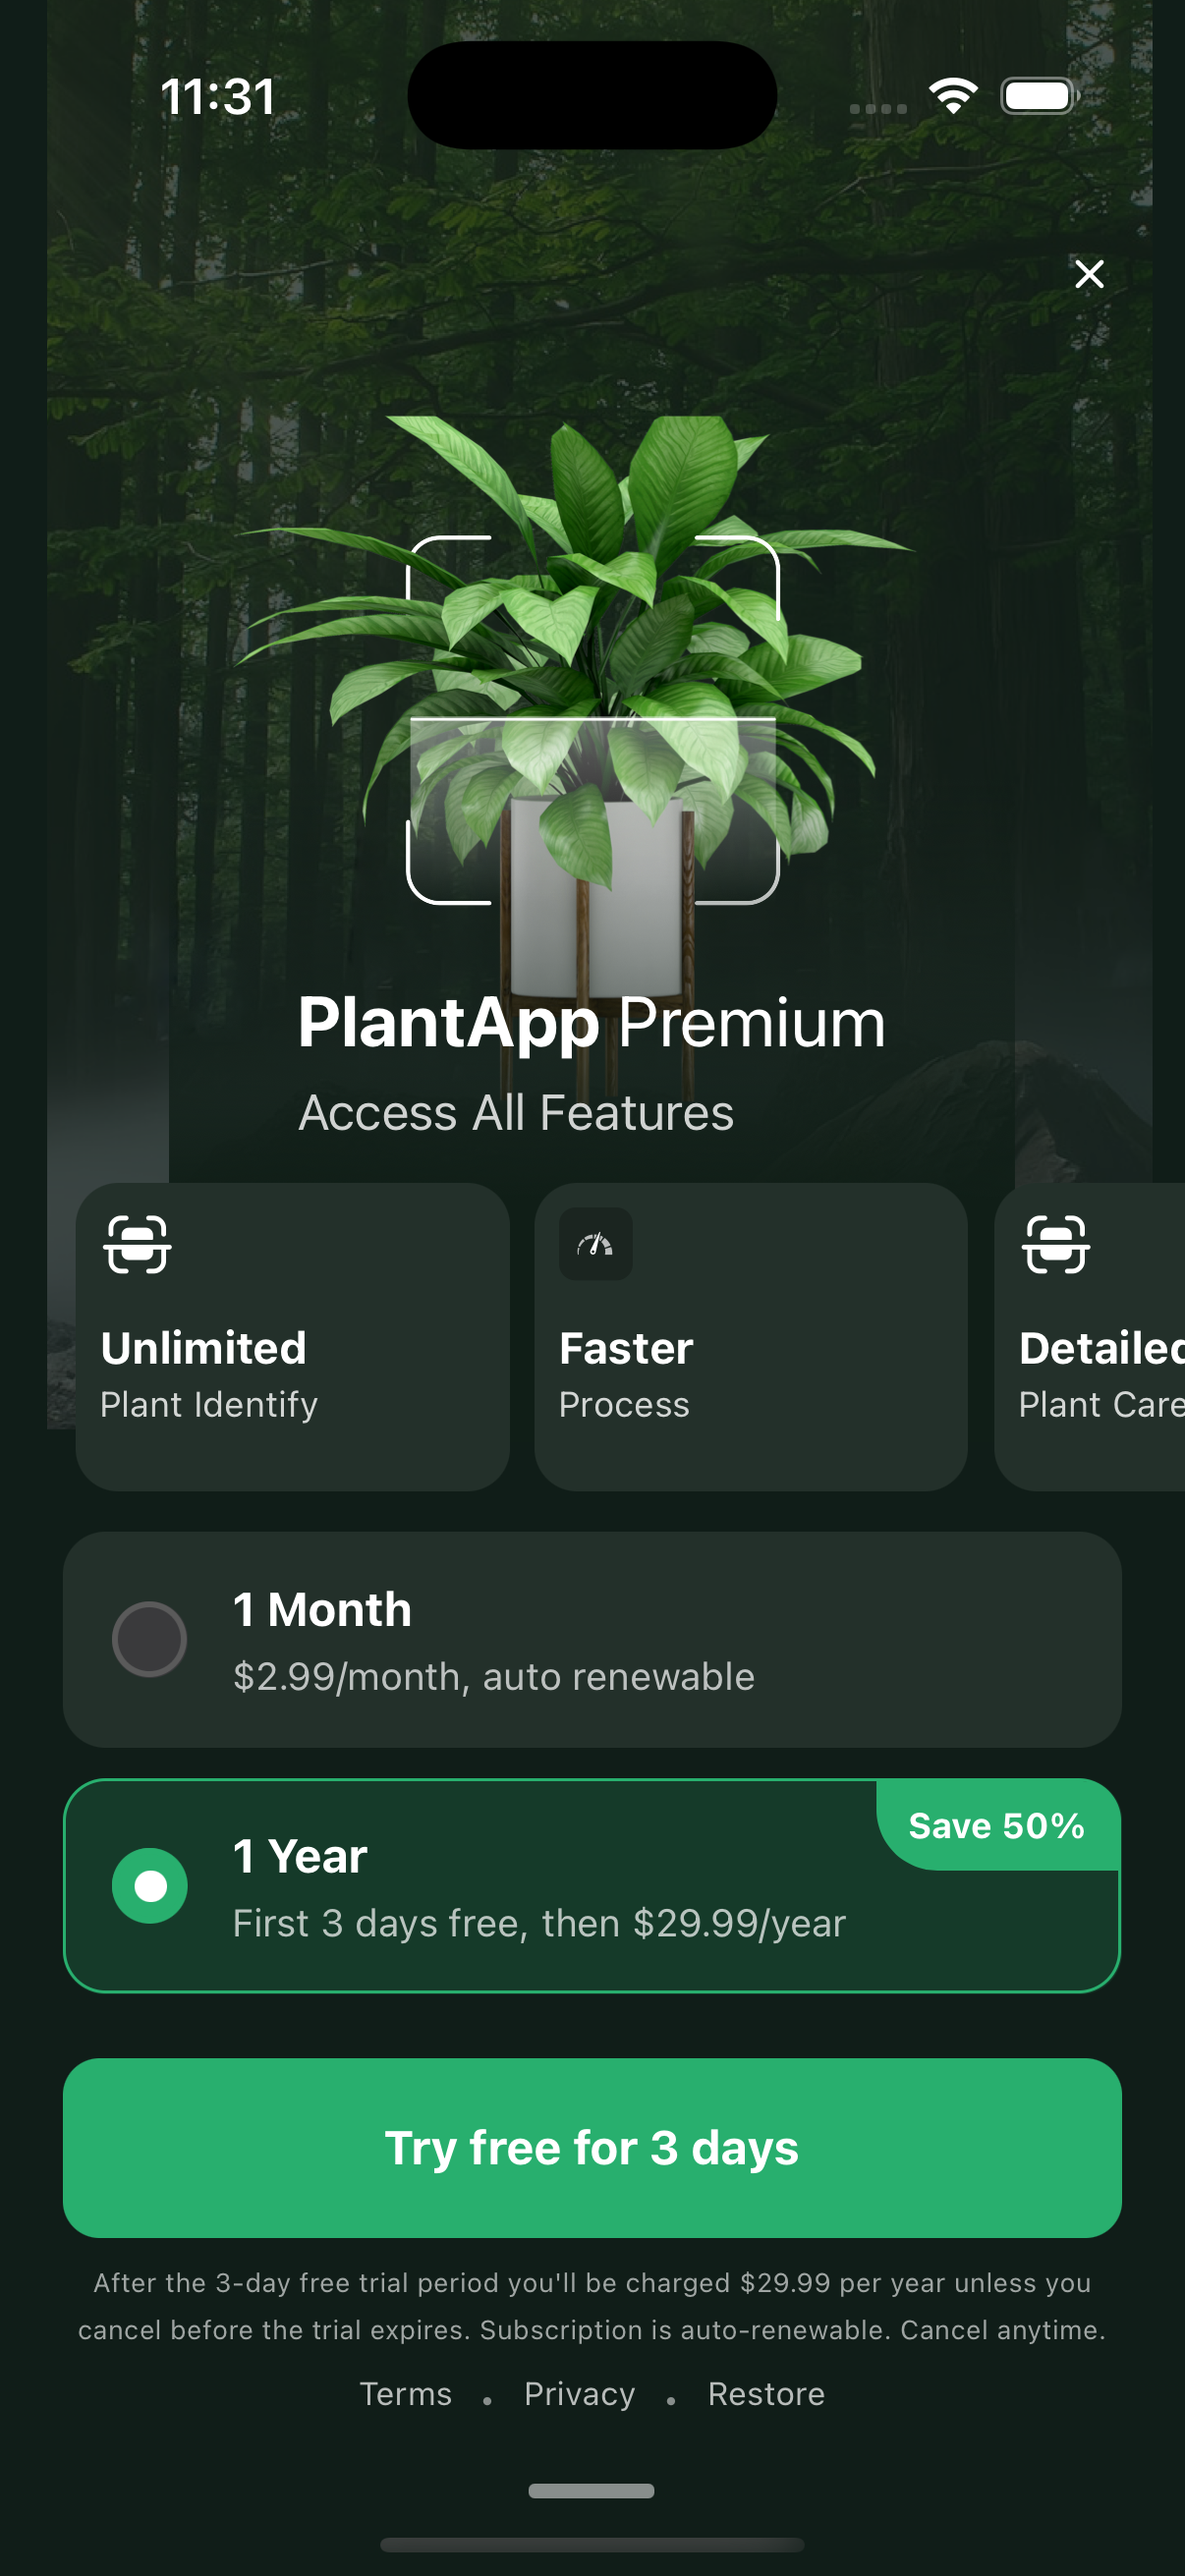 11:31
PlantApp Premium
Access All Features
Unlimited
Plant Identify
Faster
Process
Detailed
Plant Care
1 Month
$2.99/month, auto renewable
Save 50%
1 Year
First 3 days free, then $29.99/year
Try free for 3 days
After the 3-day free trial period you'll be charged $29.99 per year unless you
cancel before the trial expires. Subscription is auto-renewable. Cancel anytime.
Terms • Privacy • Restore